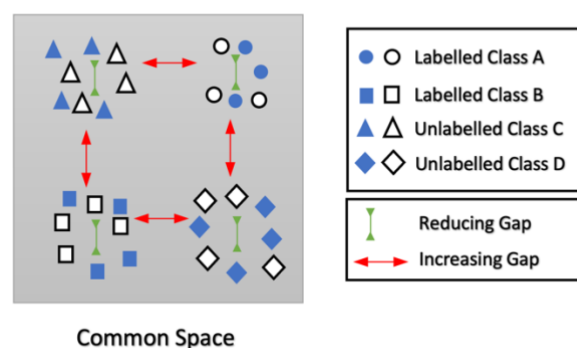 Labelled Class A
Labelled Class B
Unlabelled Class C
Unlabelled Class D
Reducing Gap
Increasing Gap
Common Space